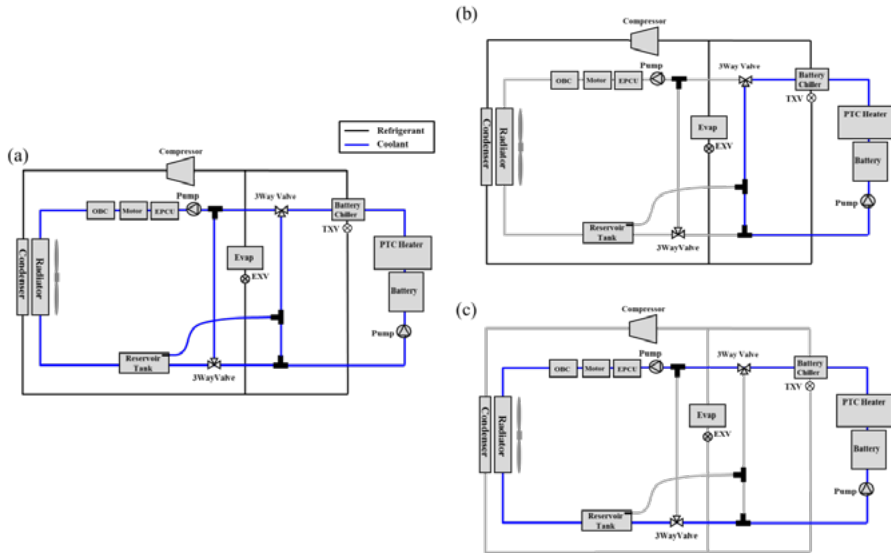 (a)
Refrigerant
Coolant
Compressor
Pump
3Way Valve
OBC
Motor
EPCU
Battery
Chiller
TXV
Condenser
Radiator
Evap
EXV
PTC Heater
Battery
Pump
Reservoir
Tank
3WayValve
(b)
Compressor
Pump
3Way Valve
OBC
Motor
EPCU
Battery
Chiller
TXV
Condenser
Radiator
Evap
EXV
PTC Heater
Battery
Pump
Reservoir
Tank
3WayValve
(c)
Compressor
Pump
3Way Valve
OBC
Motor
EPCU
Battery
Chiller
TXV
Condenser
Radiator
Evap
EXV
PTC Heater
Battery
Pump
Reservoir
Tank
3WayValve